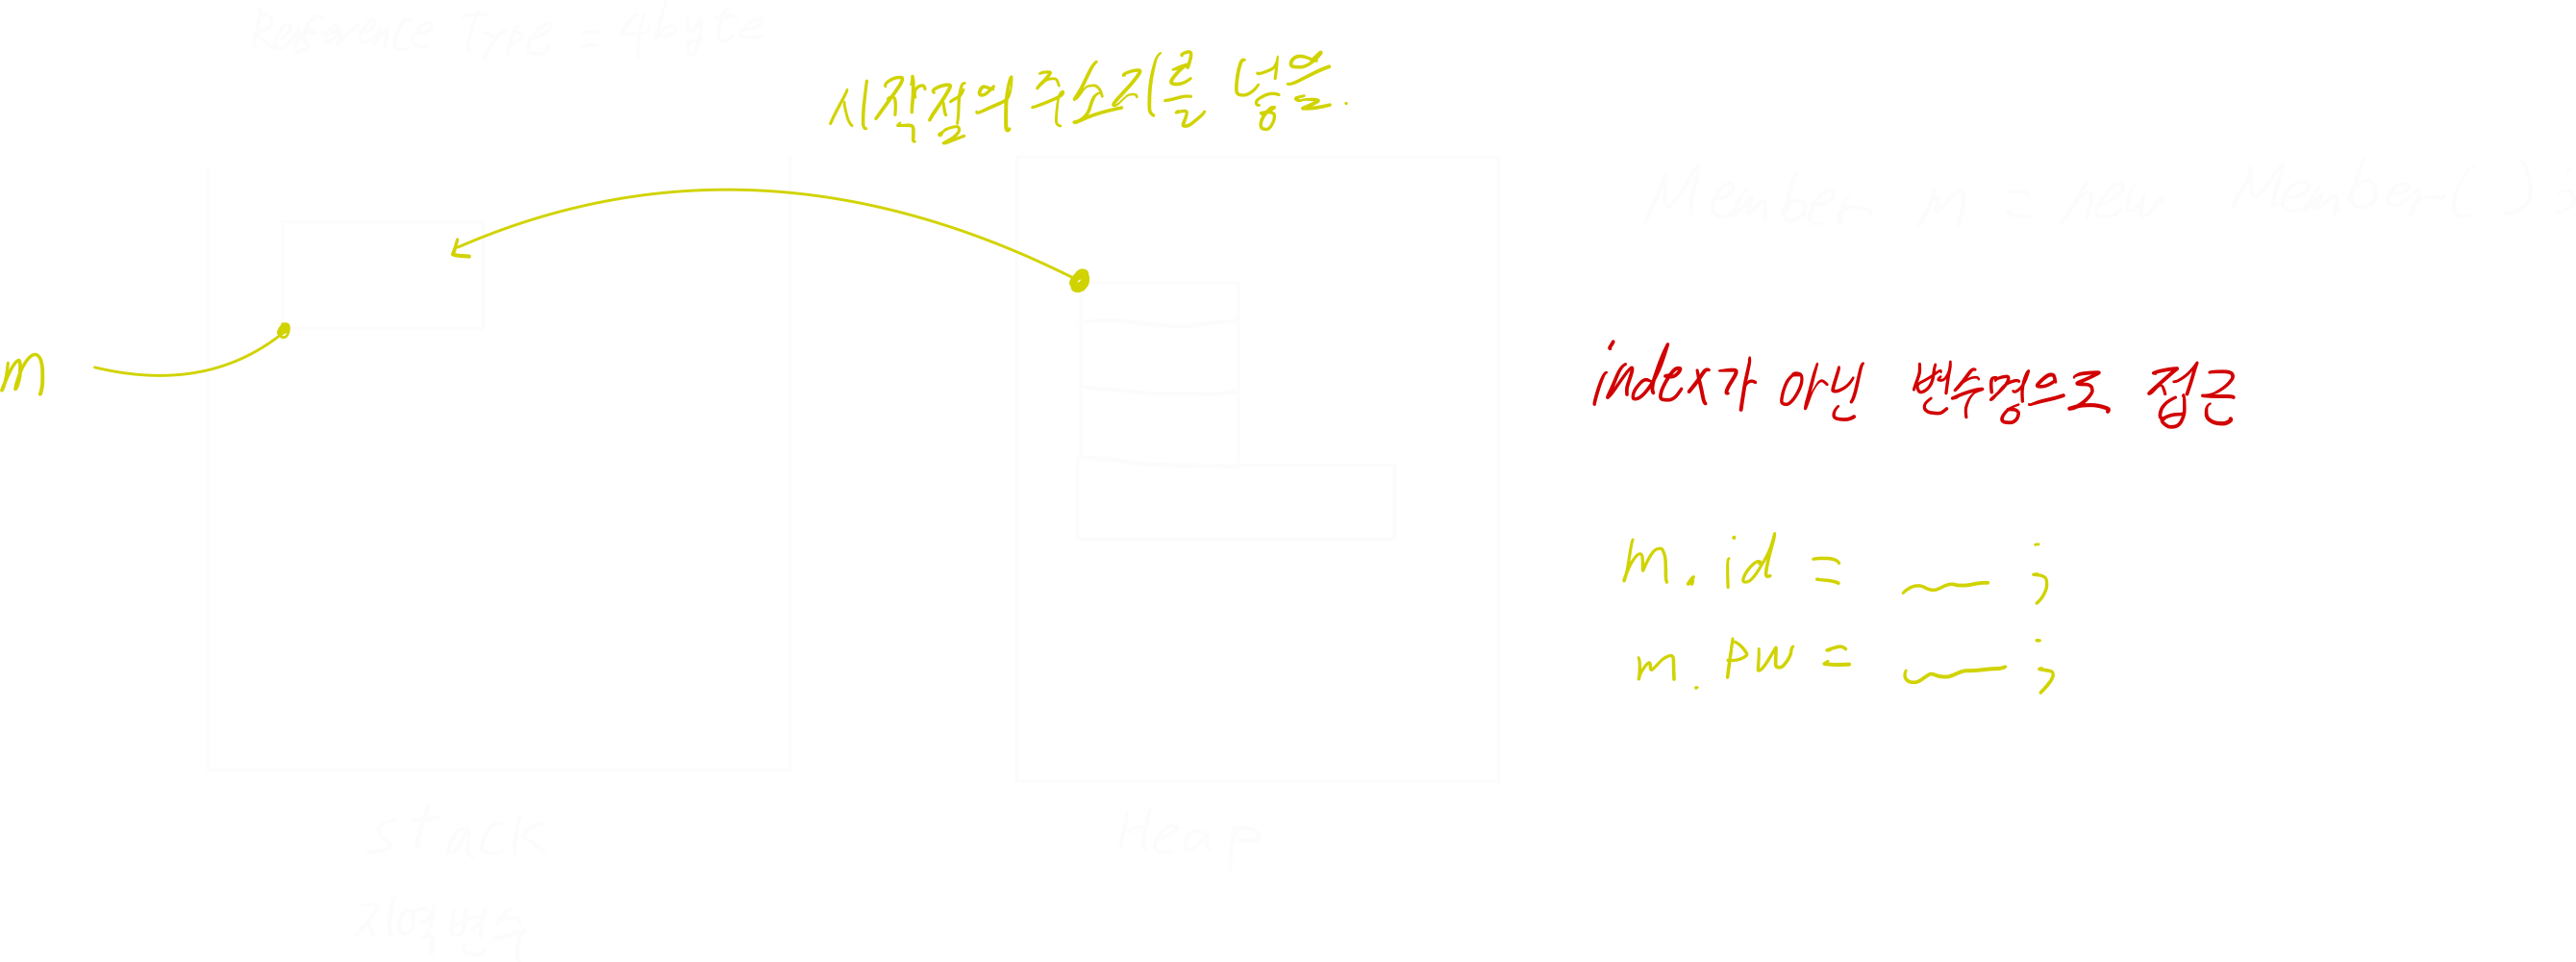 Reference Type = 4byte
시작점의 주소지를 넣음.
Member m = new Member();
m
index가 아닌 변수명으로 접근
m.id = ;
m.pw = ;
stack
Heap
지역변수